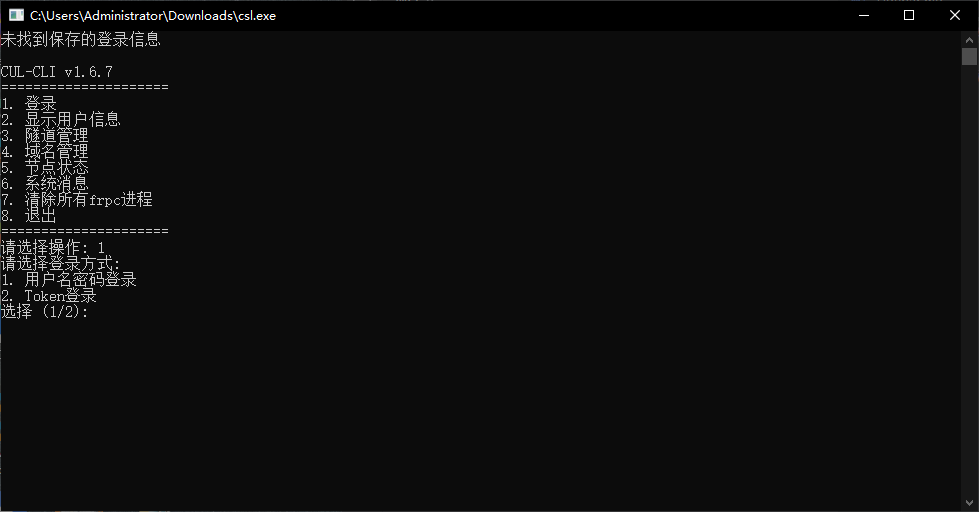 C:\Users\Administrator\Downloads\csl.exe
未找到保存的登录信息
CUL-CLI v1.6.7
=====================
1. 登录
2. 显示用户信息
3. 隧道管理
4. 域名管理
5. 节点状态
6. 系统消息
7. 清除所有frpc进程
8. 退出
=====================
请选择操作: 1
请选择登录方式:
1. 用户名密码登录
2. Token登录
选择 (1/2):